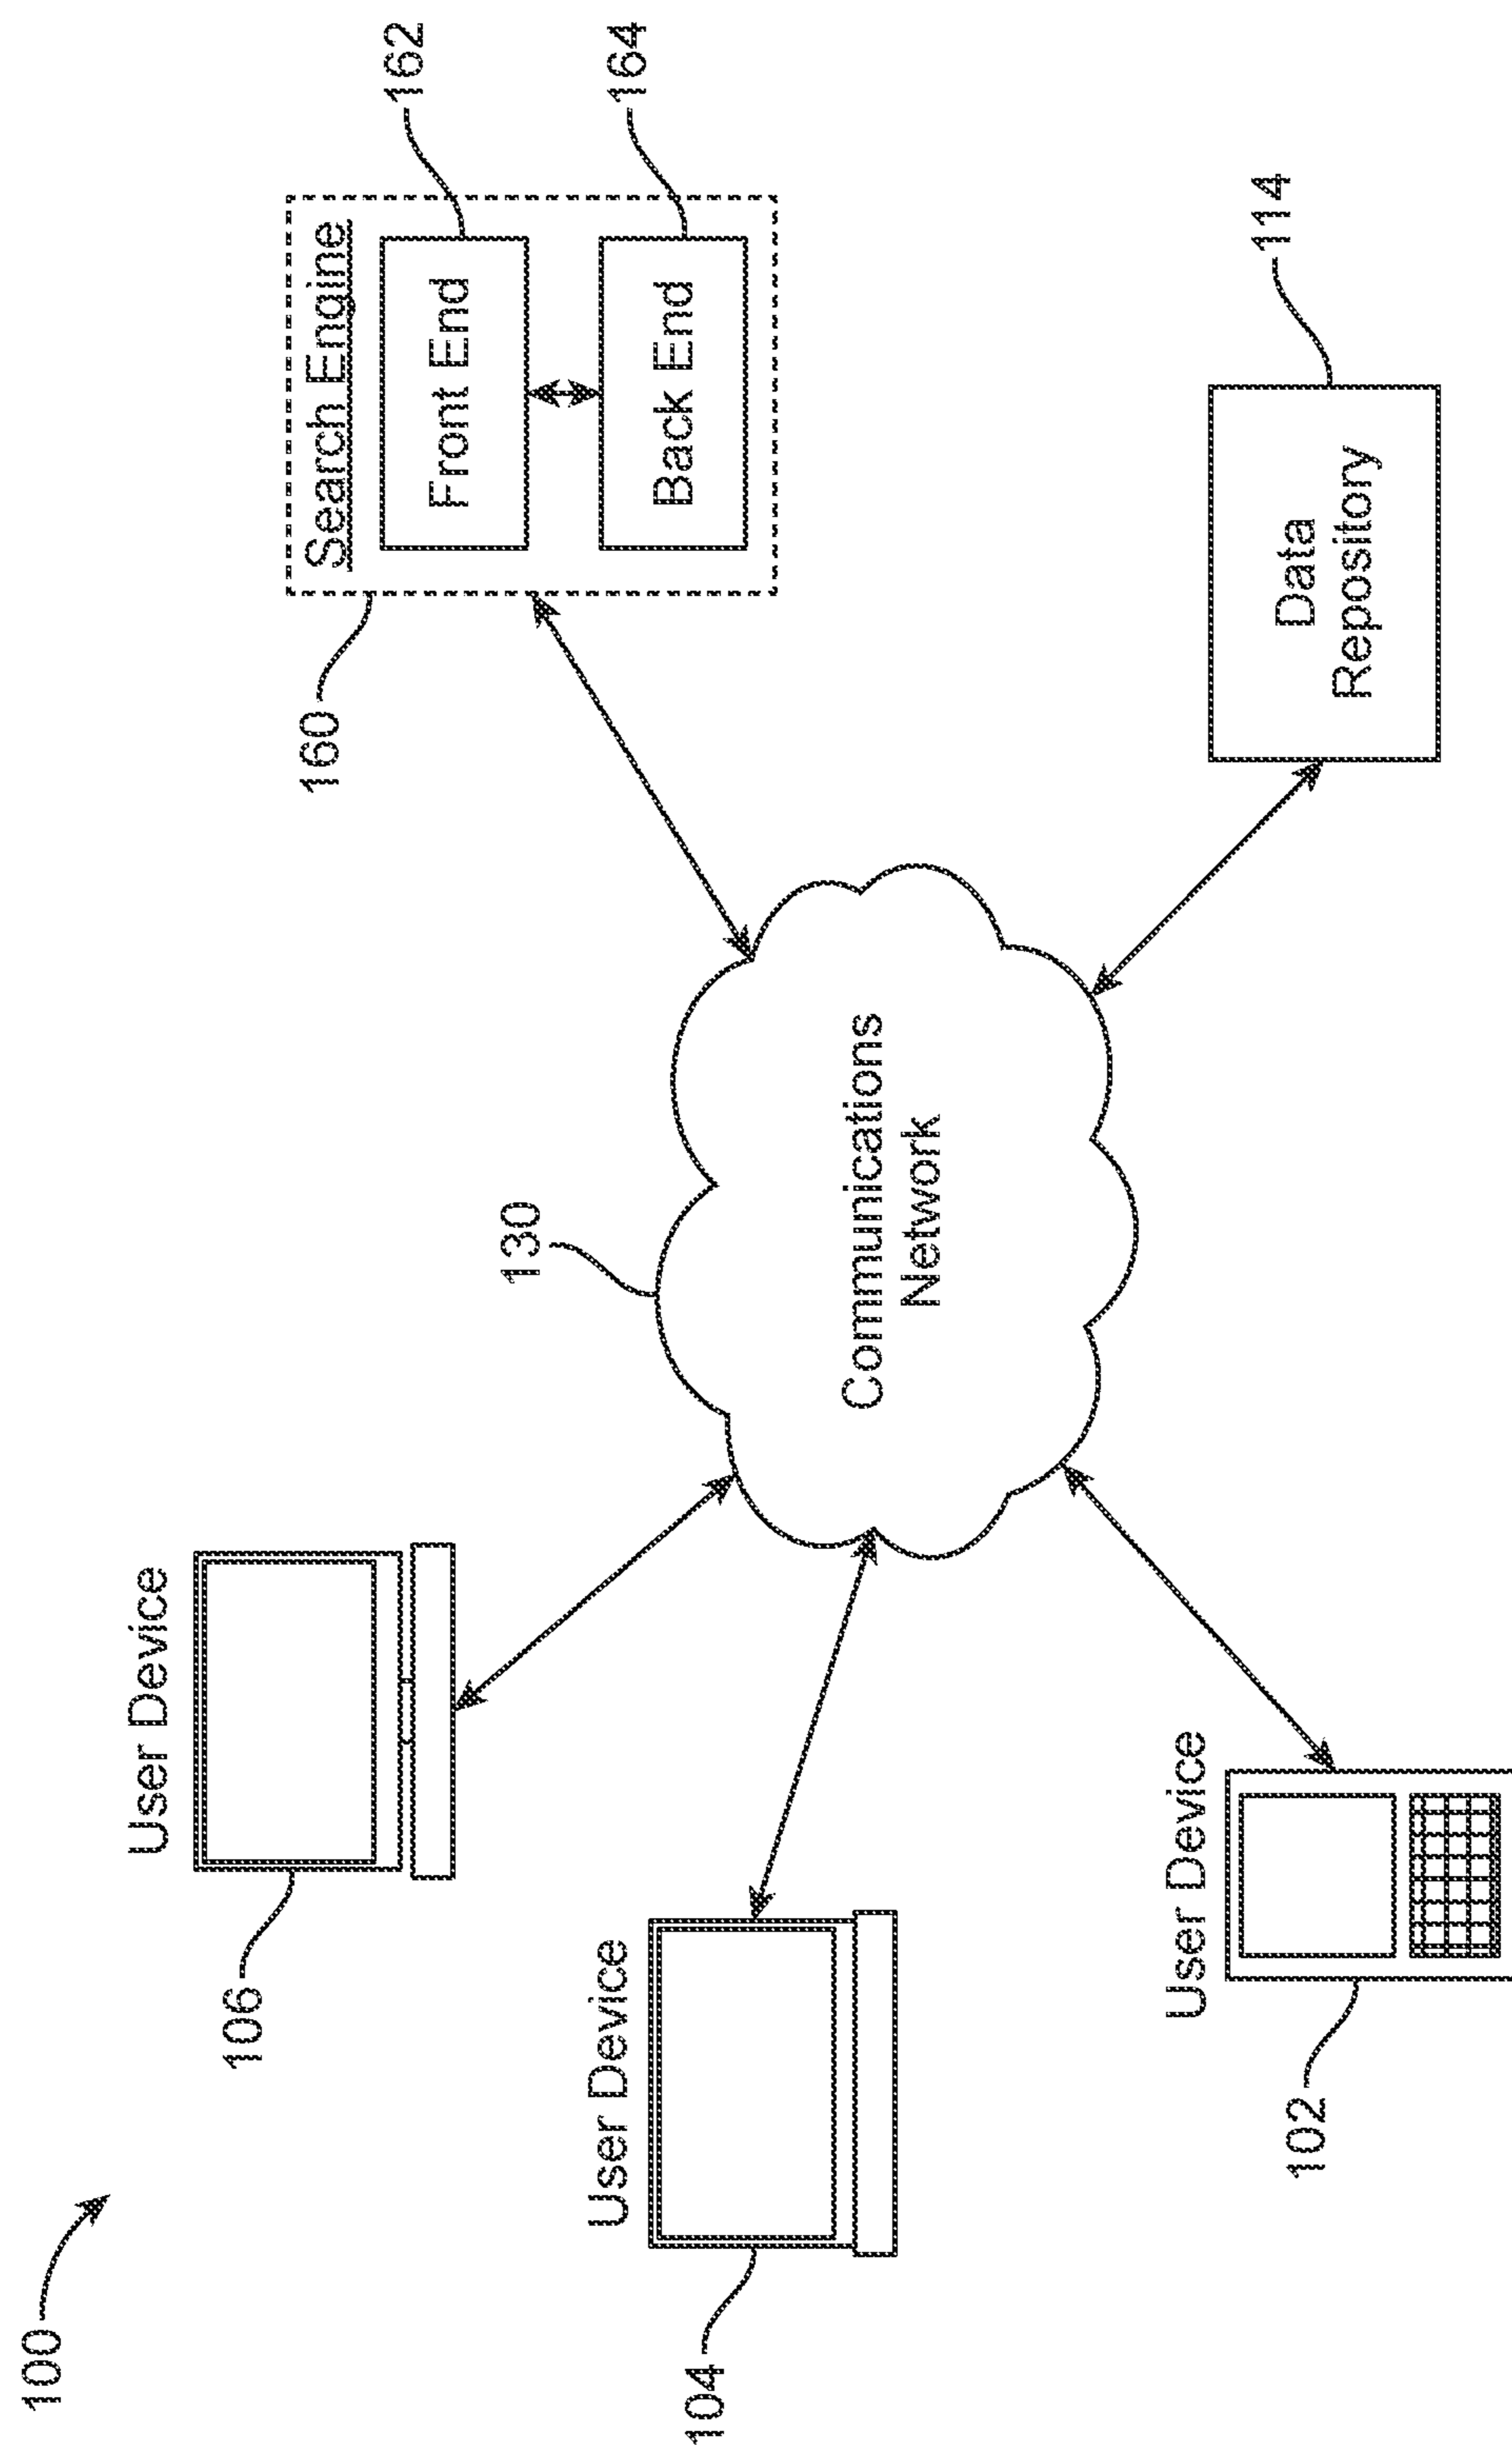 100
User Device
106
User Device
104
User Device
102
130
Communications
Network
160
Search Engine
Front End
162
Back End
164
Data
Repository
114